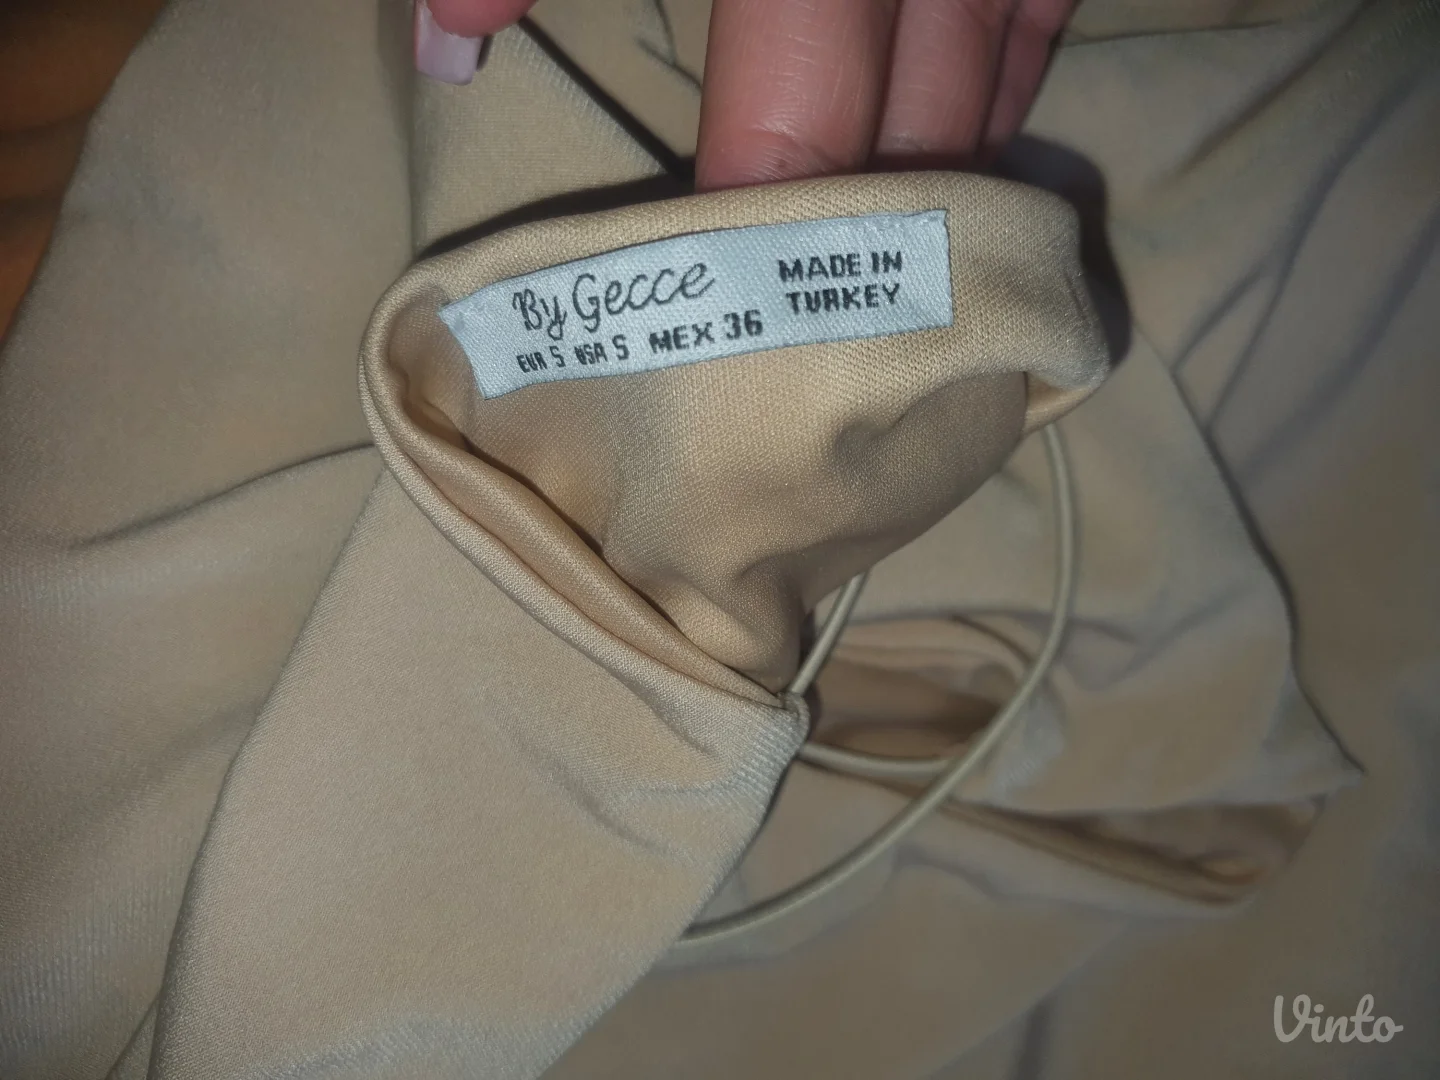 By Gecce
EUR S USA S MEX 36
MADE IN
TURKEY
Vinto